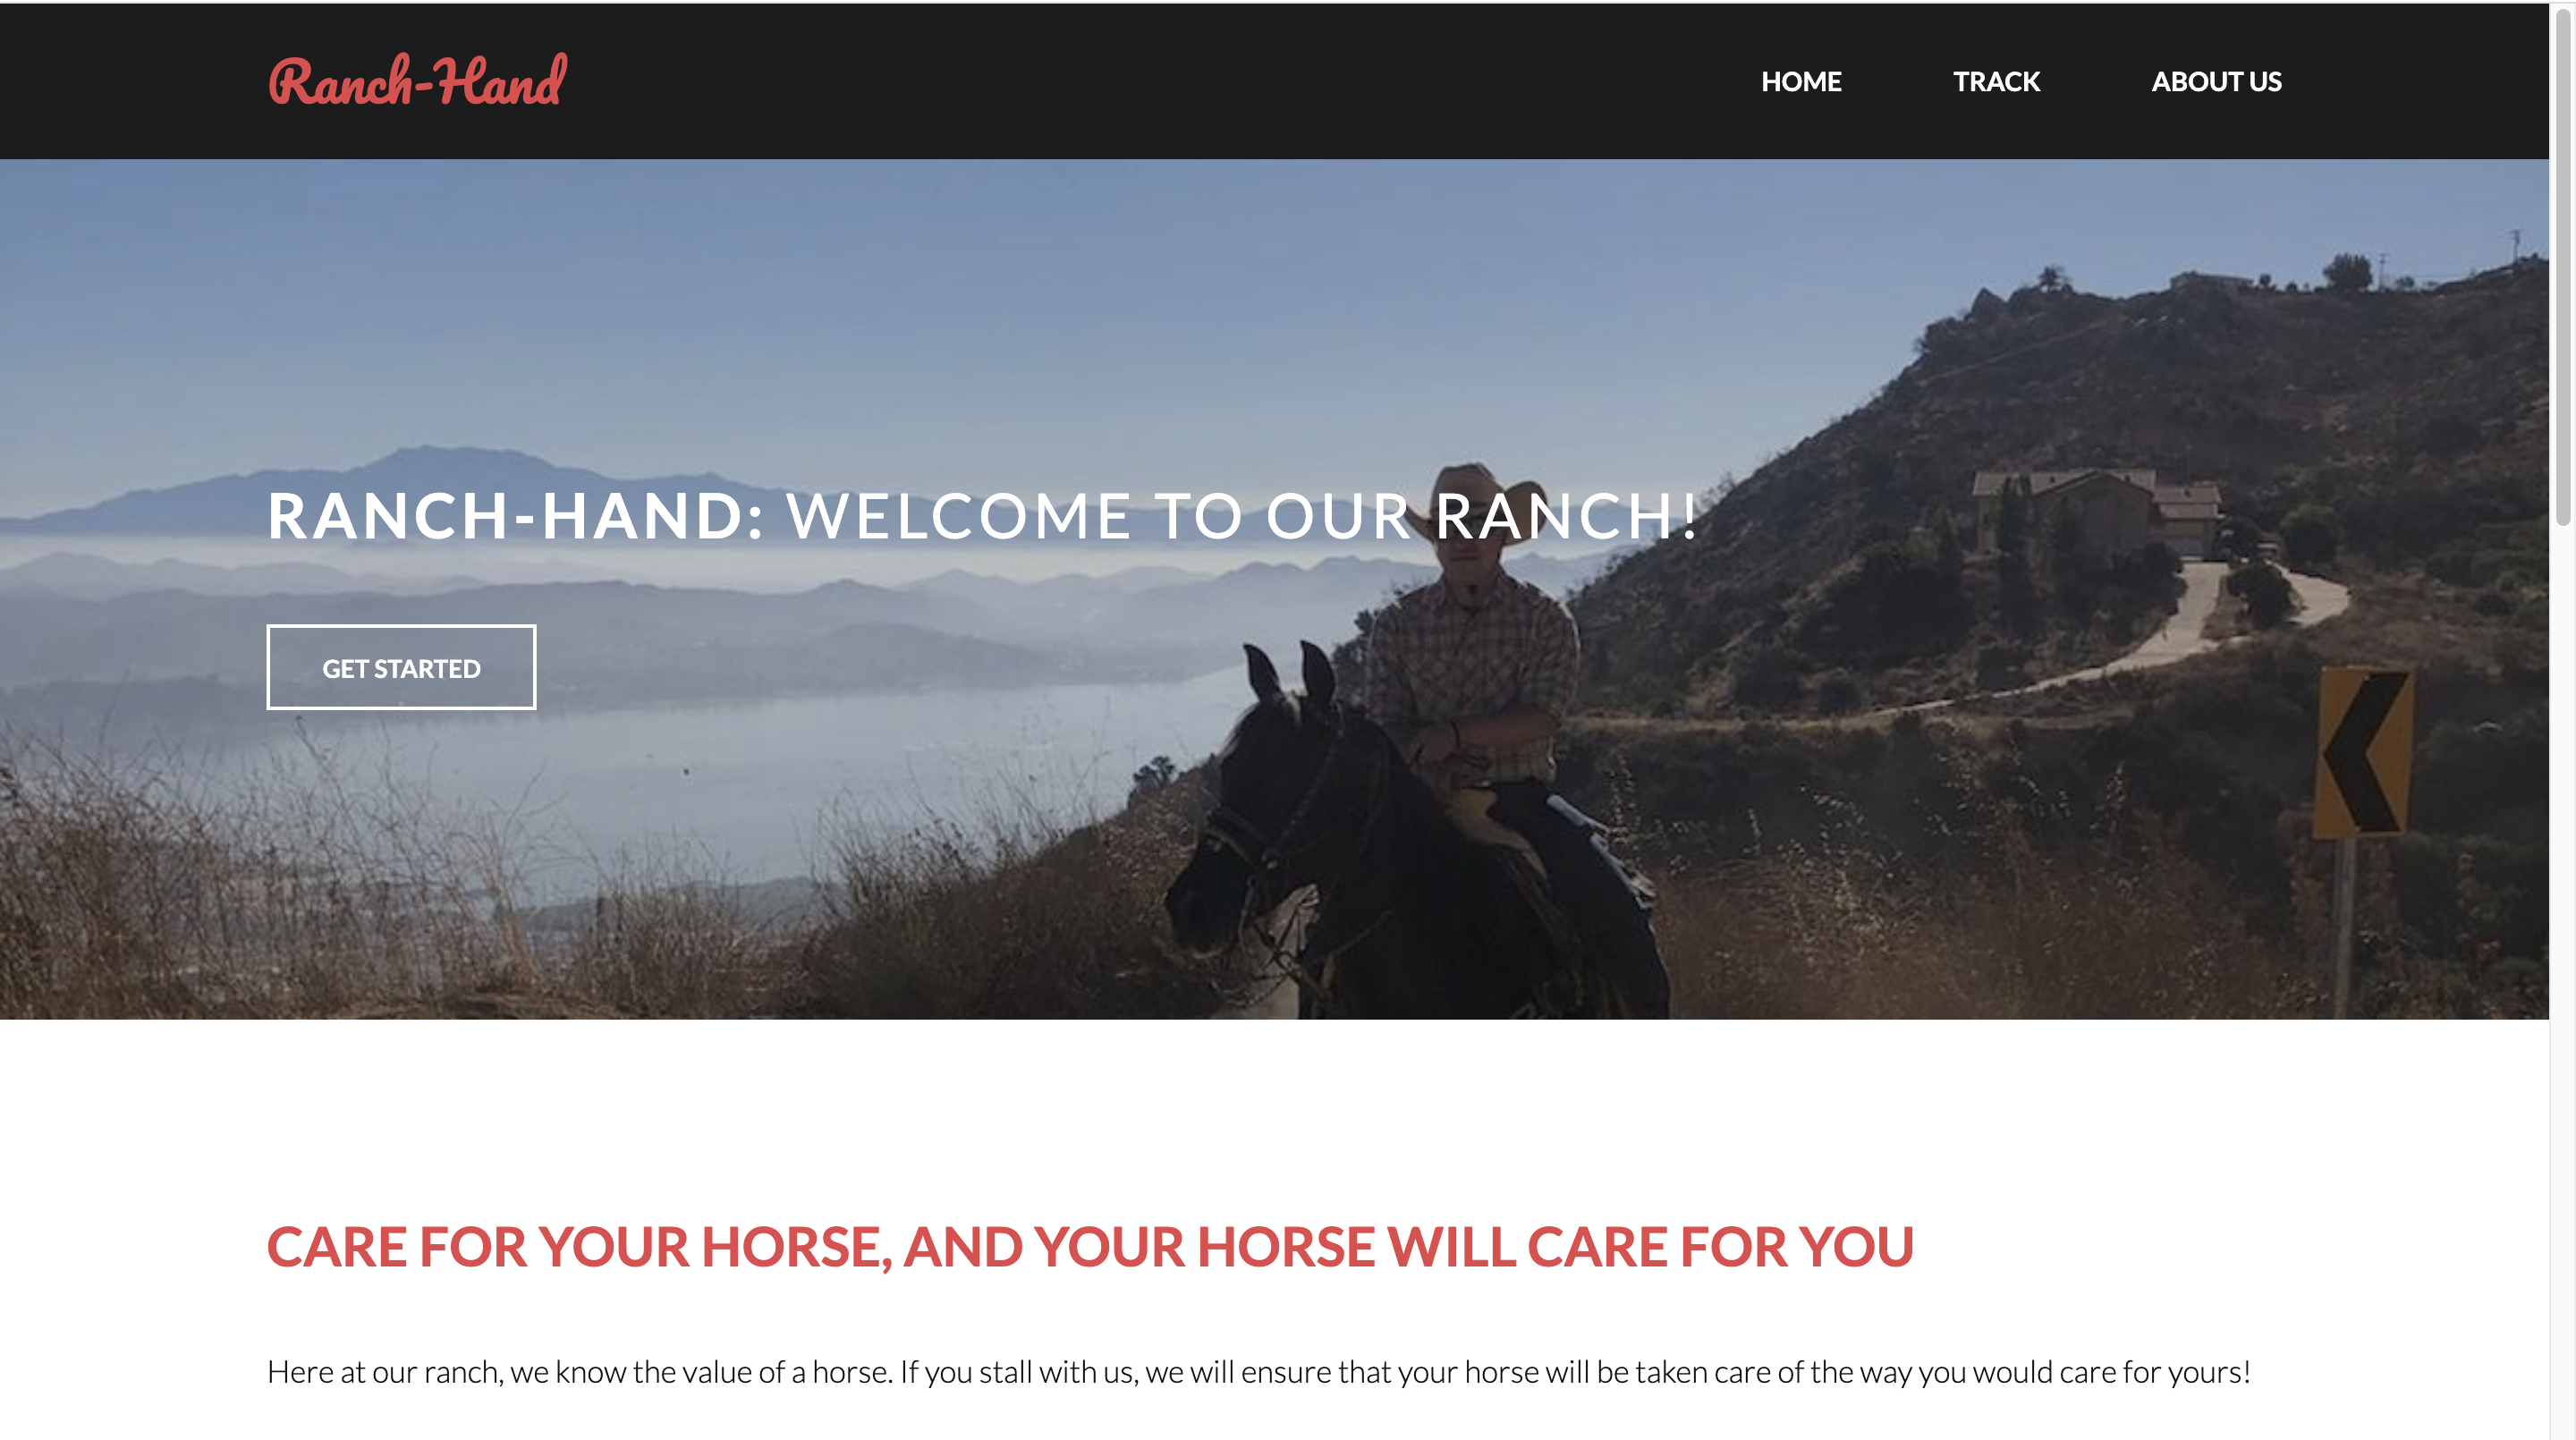 Ranch-Hand
HOME
TRACK
ABOUT US
RANCH-HAND: WELCOME TO OUR RANCH!
GET STARTED
CARE FOR YOUR HORSE, AND YOUR HORSE WILL CARE FOR YOU
Here at our ranch, we know the value of a horse. If you stall with us, we will ensure that your horse will be taken care of the way you would care for yours!